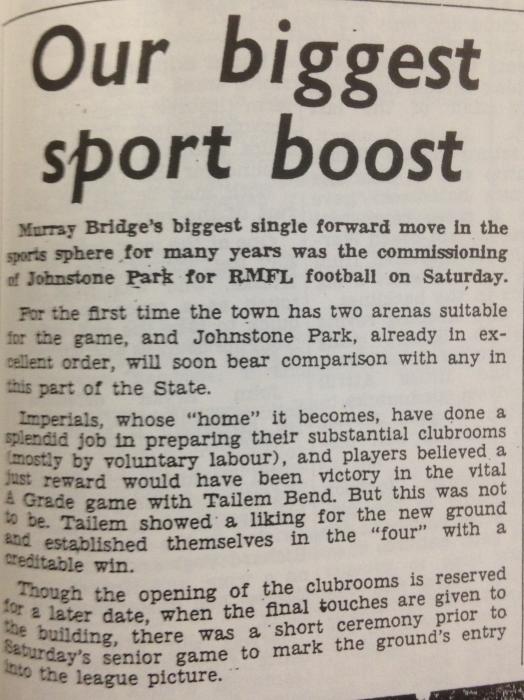 Our biggest
sport boost
Murray Bridge's biggest single forward move in the
sports sphere for many years was the commissioning
of Johnstone Park for RMFL football on Saturday.
For the first time the town has two arenas suitable
for the game, and Johnstone Park, already in ex-
cellent order, will soon bear comparison with any in
this part of the State.
Imperials, whose "home" it becomes, have done a
splendid job in preparing their substantial clubrooms
(mostly by voluntary labour), and players believed a
just reward would have been victory in the vital
A Grade game with Tailem Bend. But this was not
to be. Tailem showed a liking for the new ground
and established themselves in the "four" with a
creditable win.
Though the opening of the clubrooms is reserved
for a later date, when the final touches are given to
the building, there was a short ceremony prior to
Saturday's senior game to mark the ground's entry
into the league picture.